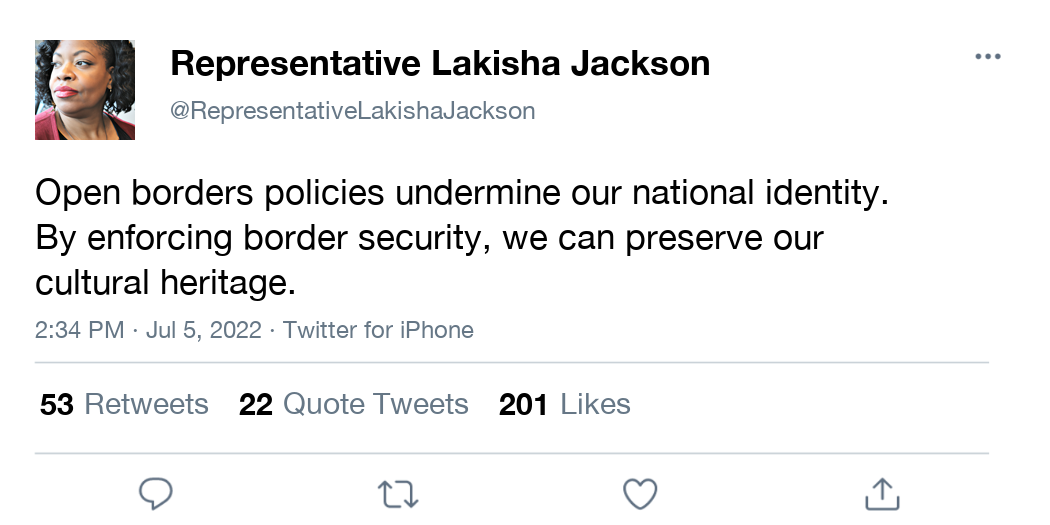 Representative Lakisha Jackson
@RepresentativeLakishaJackson
Open borders policies undermine our national identity.
By enforcing border security, we can preserve our
cultural heritage.
2:34 PM · Jul 5, 2022 · Twitter for iPhone
53 Retweets 22 Quote Tweets 201 Likes